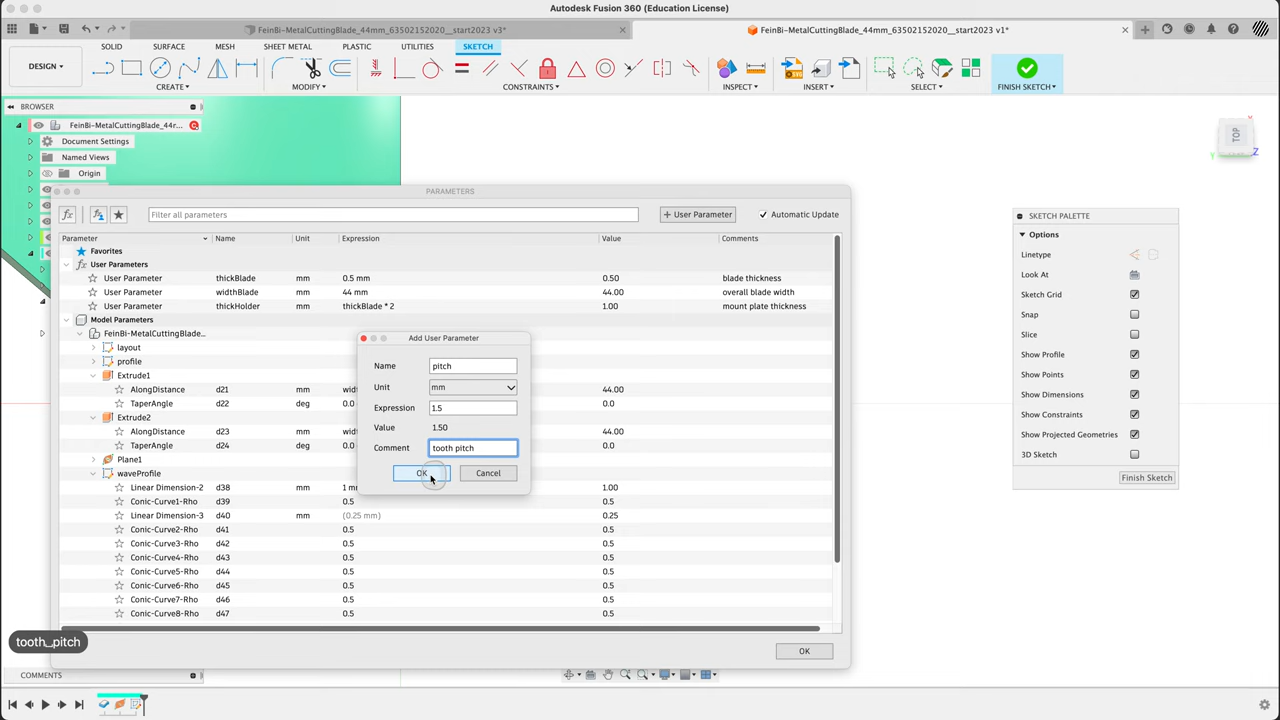 Autodesk Fusion 360 (Education License)
FeinBi-MetalCuttingBlade_44mm_63502152020__start2023 v3*
FeinBi-MetalCuttingBlade_44mm_63502152020__start2023 v1*
SOLID SURFACE MESH SHEET METAL PLASTIC UTILITIES SKETCH
DESIGN
CREATE MODIFY CONSTRAINTS INSPECT INSERT SELECT FINISH SKETCH
BROWSER
FeinBi-MetalCuttingBlade_44r...
Document Settings
Named Views
Origin
TOP
Y
Z
PARAMETERS
fx
Filter all parameters
+ User Parameter
Automatic Update
Parameter Name Unit Expression Value Comments
Favorites
fx User Parameters
User Parameter thickBlade mm 0.5 mm 0.50 blade thickness
User Parameter widthBlade mm 44 mm 44.00 overall blade width
User Parameter thickHolder mm thickBlade * 2 1.00 mount plate thickness
Model Parameters
FeinBi-MetalCuttingBlade...
layout
profile
Extrude1
AlongDistance d21 mm 44.00
TaperAngle d22 deg 0.0 0.0
Extrude2
AlongDistance d23 mm 44.00
TaperAngle d24 deg 0.0 0.0
Plane1
waveProfile
Linear Dimension-2 d38 mm 1.00
Conic-Curve1-Rho d39 0.5 0.5
Linear Dimension-3 d40 mm (0.25 mm) 0.25
Conic-Curve2-Rho d41 0.5 0.5
Conic-Curve3-Rho d42 0.5 0.5
Conic-Curve4-Rho d43 0.5 0.5
Conic-Curve5-Rho d44 0.5 0.5
Conic-Curve6-Rho d45 0.5 0.5
Conic-Curve7-Rho d46 0.5 0.5
Conic-Curve8-Rho d47 0.5 0.5
OK
Add User Parameter
Name pitch
Unit mm
Expression 1.5
Value 1.50
Comment tooth pitch
OK Cancel
SKETCH PALETTE
Options
Linetype
Look At
Sketch Grid
Snap
Slice
Show Profile
Show Points
Show Dimensions
Show Constraints
Show Projected Geometries
3D Sketch
Finish Sketch
tooth_pitch
COMMENTS